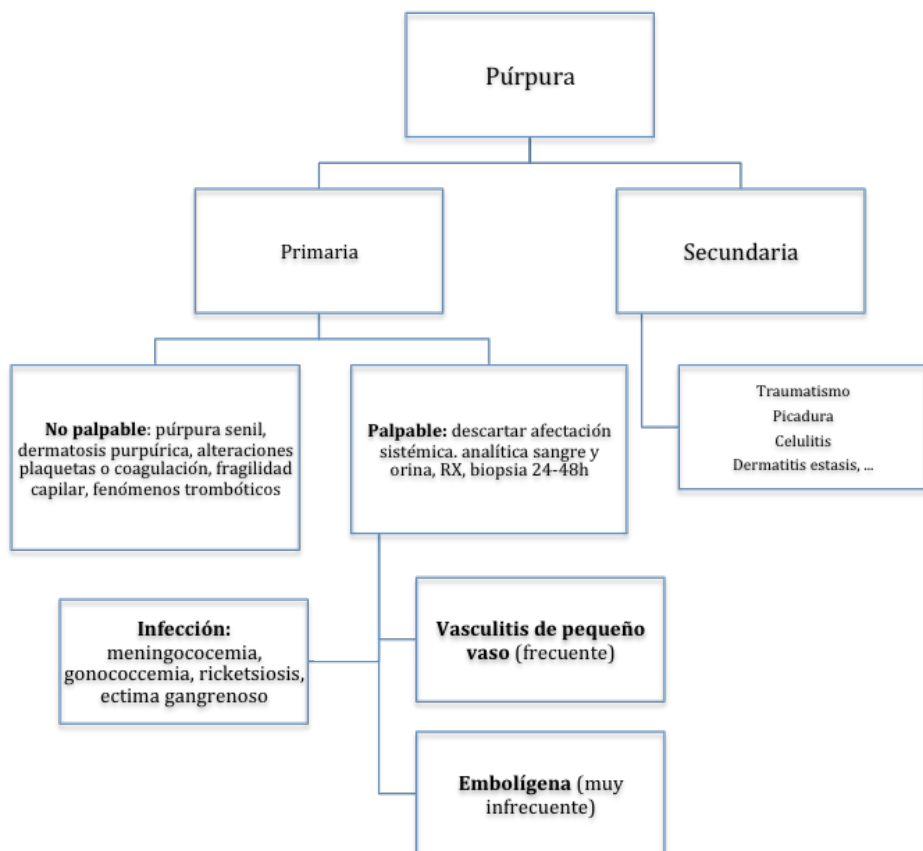 Púrpura
Primaria
Secundaria
No palpable: púrpura senil,
dermatosis purpúrica, alteraciones
plaquetas o coagulación, fragilidad
capilar, fenómenos trombóticos
Palpable: descartar afectación
sistémica. analítica sangre y
orina, RX, biopsia 24-48h
Traumatismo
Picadura
Celulitis
Dermatitis estasis, ...
Infección:
meningococemia,
gonococcemia, ricketsiosis,
ectima gangrenoso
Vasculitis de pequeño
vaso (frecuente)
Embolígena (muy
infrecuente)